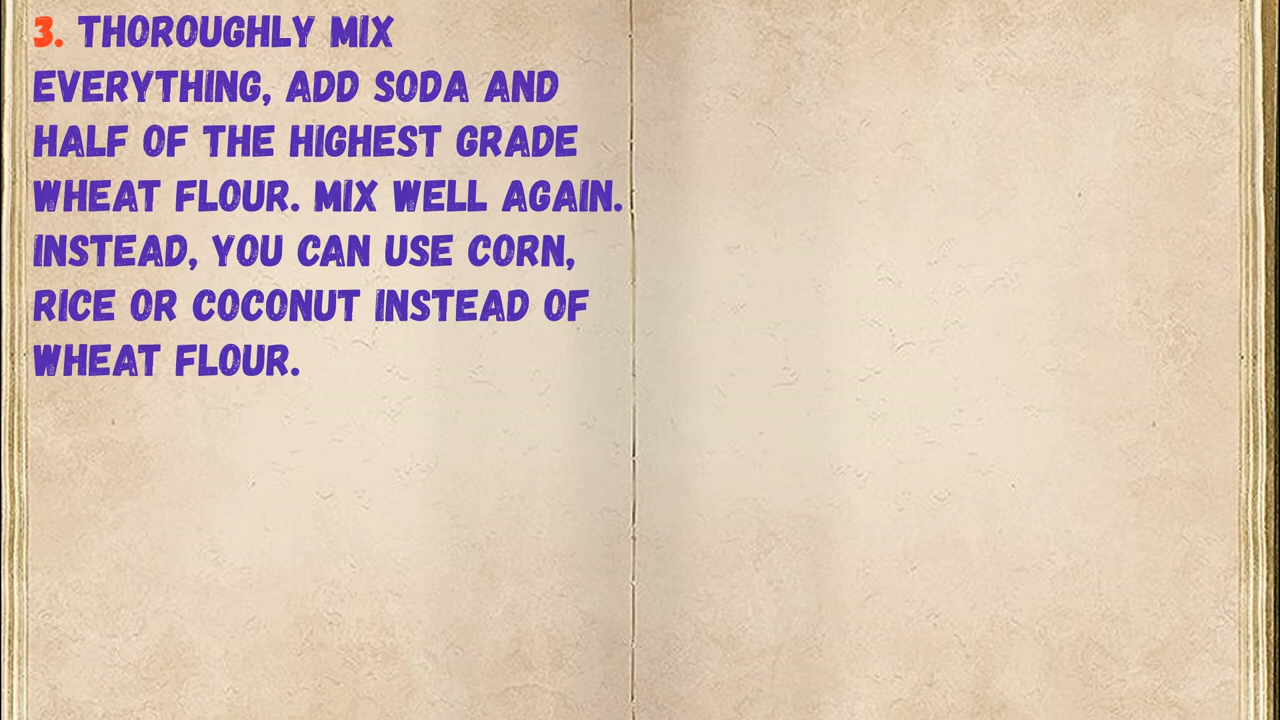 3. THOROUGHLY MIX
EVERYTHING, ADD SODA AND
HALF OF THE HIGHEST GRADE
WHEAT FLOUR. MIX WELL AGAIN.
INSTEAD, YOU CAN USE CORN,
RICE OR COCONUT INSTEAD OF
WHEAT FLOUR.